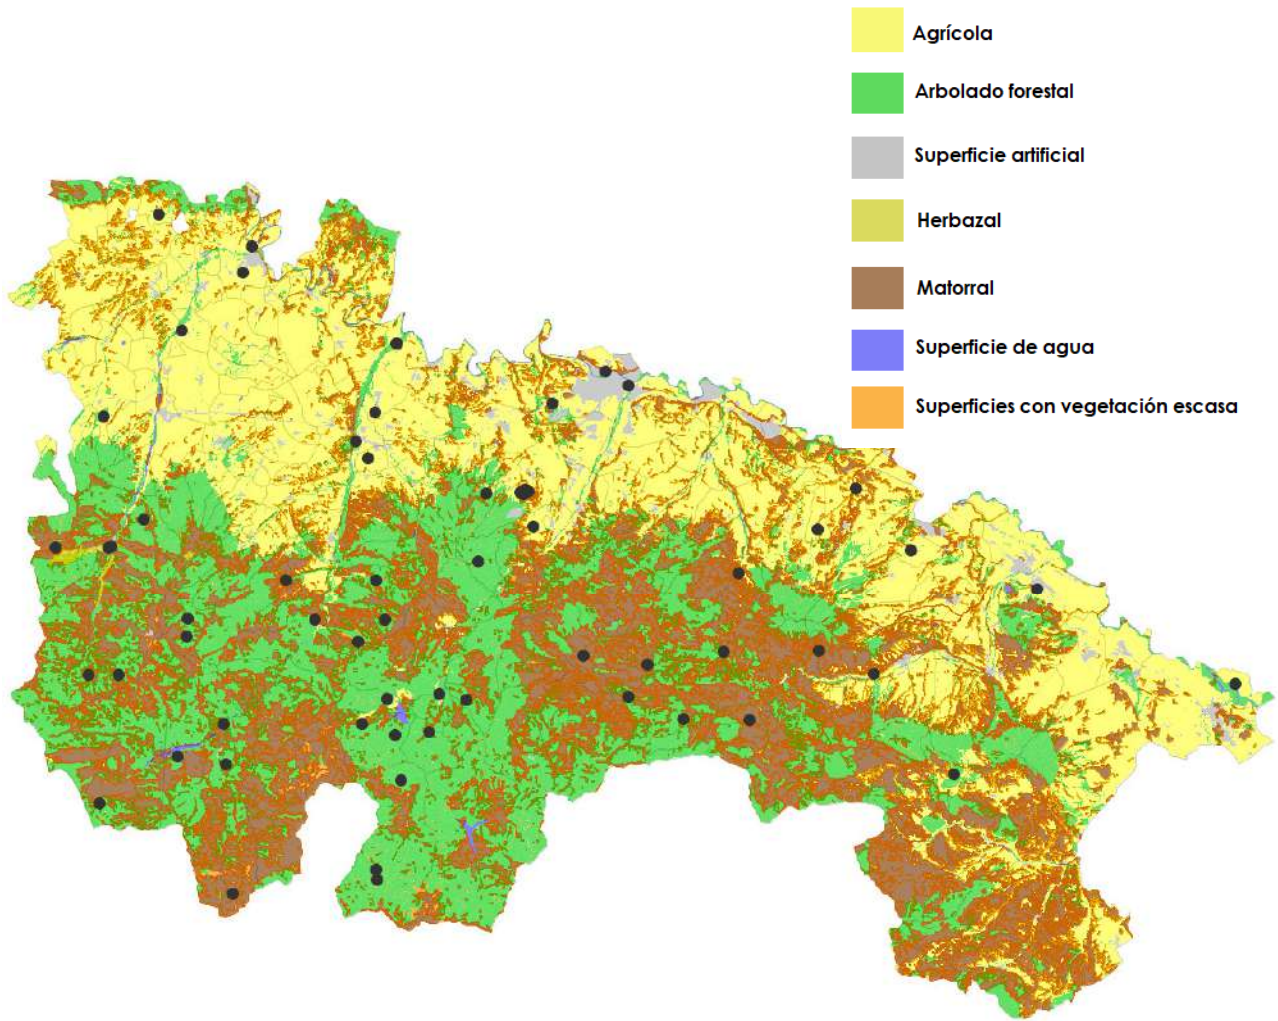 Agrícola
Arbolado forestal
Superficie artificial
Herbazal
Matorral
Superficie de agua
Superficies con vegetación escasa